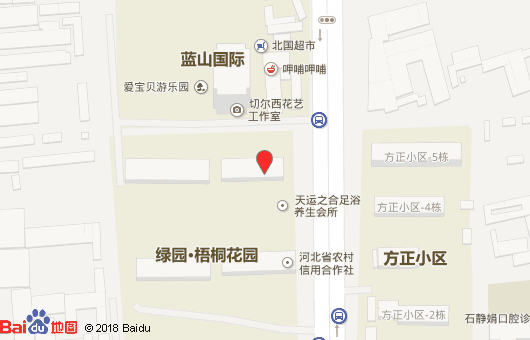 蓝山国际
北国超市
呷哺呷哺
爱宝贝游乐园
切尔西花艺
工作室
方正小区-5栋
天运之合足浴
养生会所
方正小区-4栋
绿园·梧桐花园
河北省农村
信用合作社
方正小区
方正小区-2栋
石静娟口腔诊
Bai du 地图 © 2018 Baidu